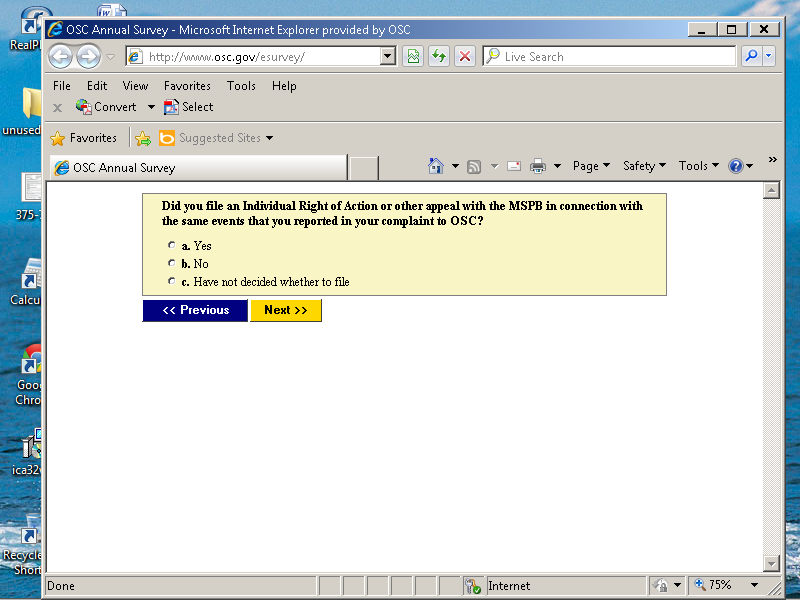 RealP
OSC Annual Survey - Microsoft Internet Explorer provided by OSC
http://www.osc.gov/esurvey/
Live Search
File Edit View Favorites Tools Help
x Convert Select
unused
Favorites Suggested Sites
OSC Annual Survey
Page Safety Tools
375-
Did you file an Individual Right of Action or other appeal with the MSPB in connection with
the same events that you reported in your complaint to OSC?
a. Yes
b. No
c. Have not decided whether to file
<< Previous Next >>
Calcu
Goo
Chro
ica32
Recycle
Short
Done Internet 75%